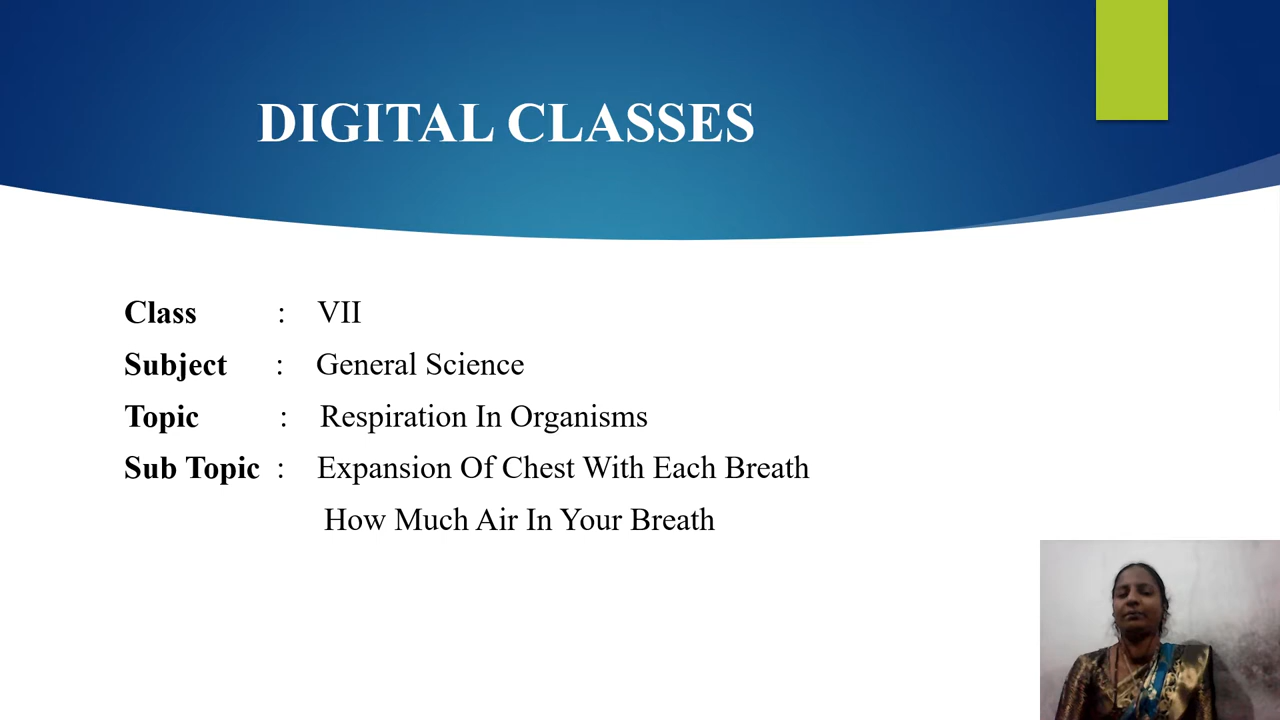 DIGITAL CLASSES
Class : VII
Subject : General Science
Topic : Respiration In Organisms
Sub Topic : Expansion Of Chest With Each Breath
How Much Air In Your Breath